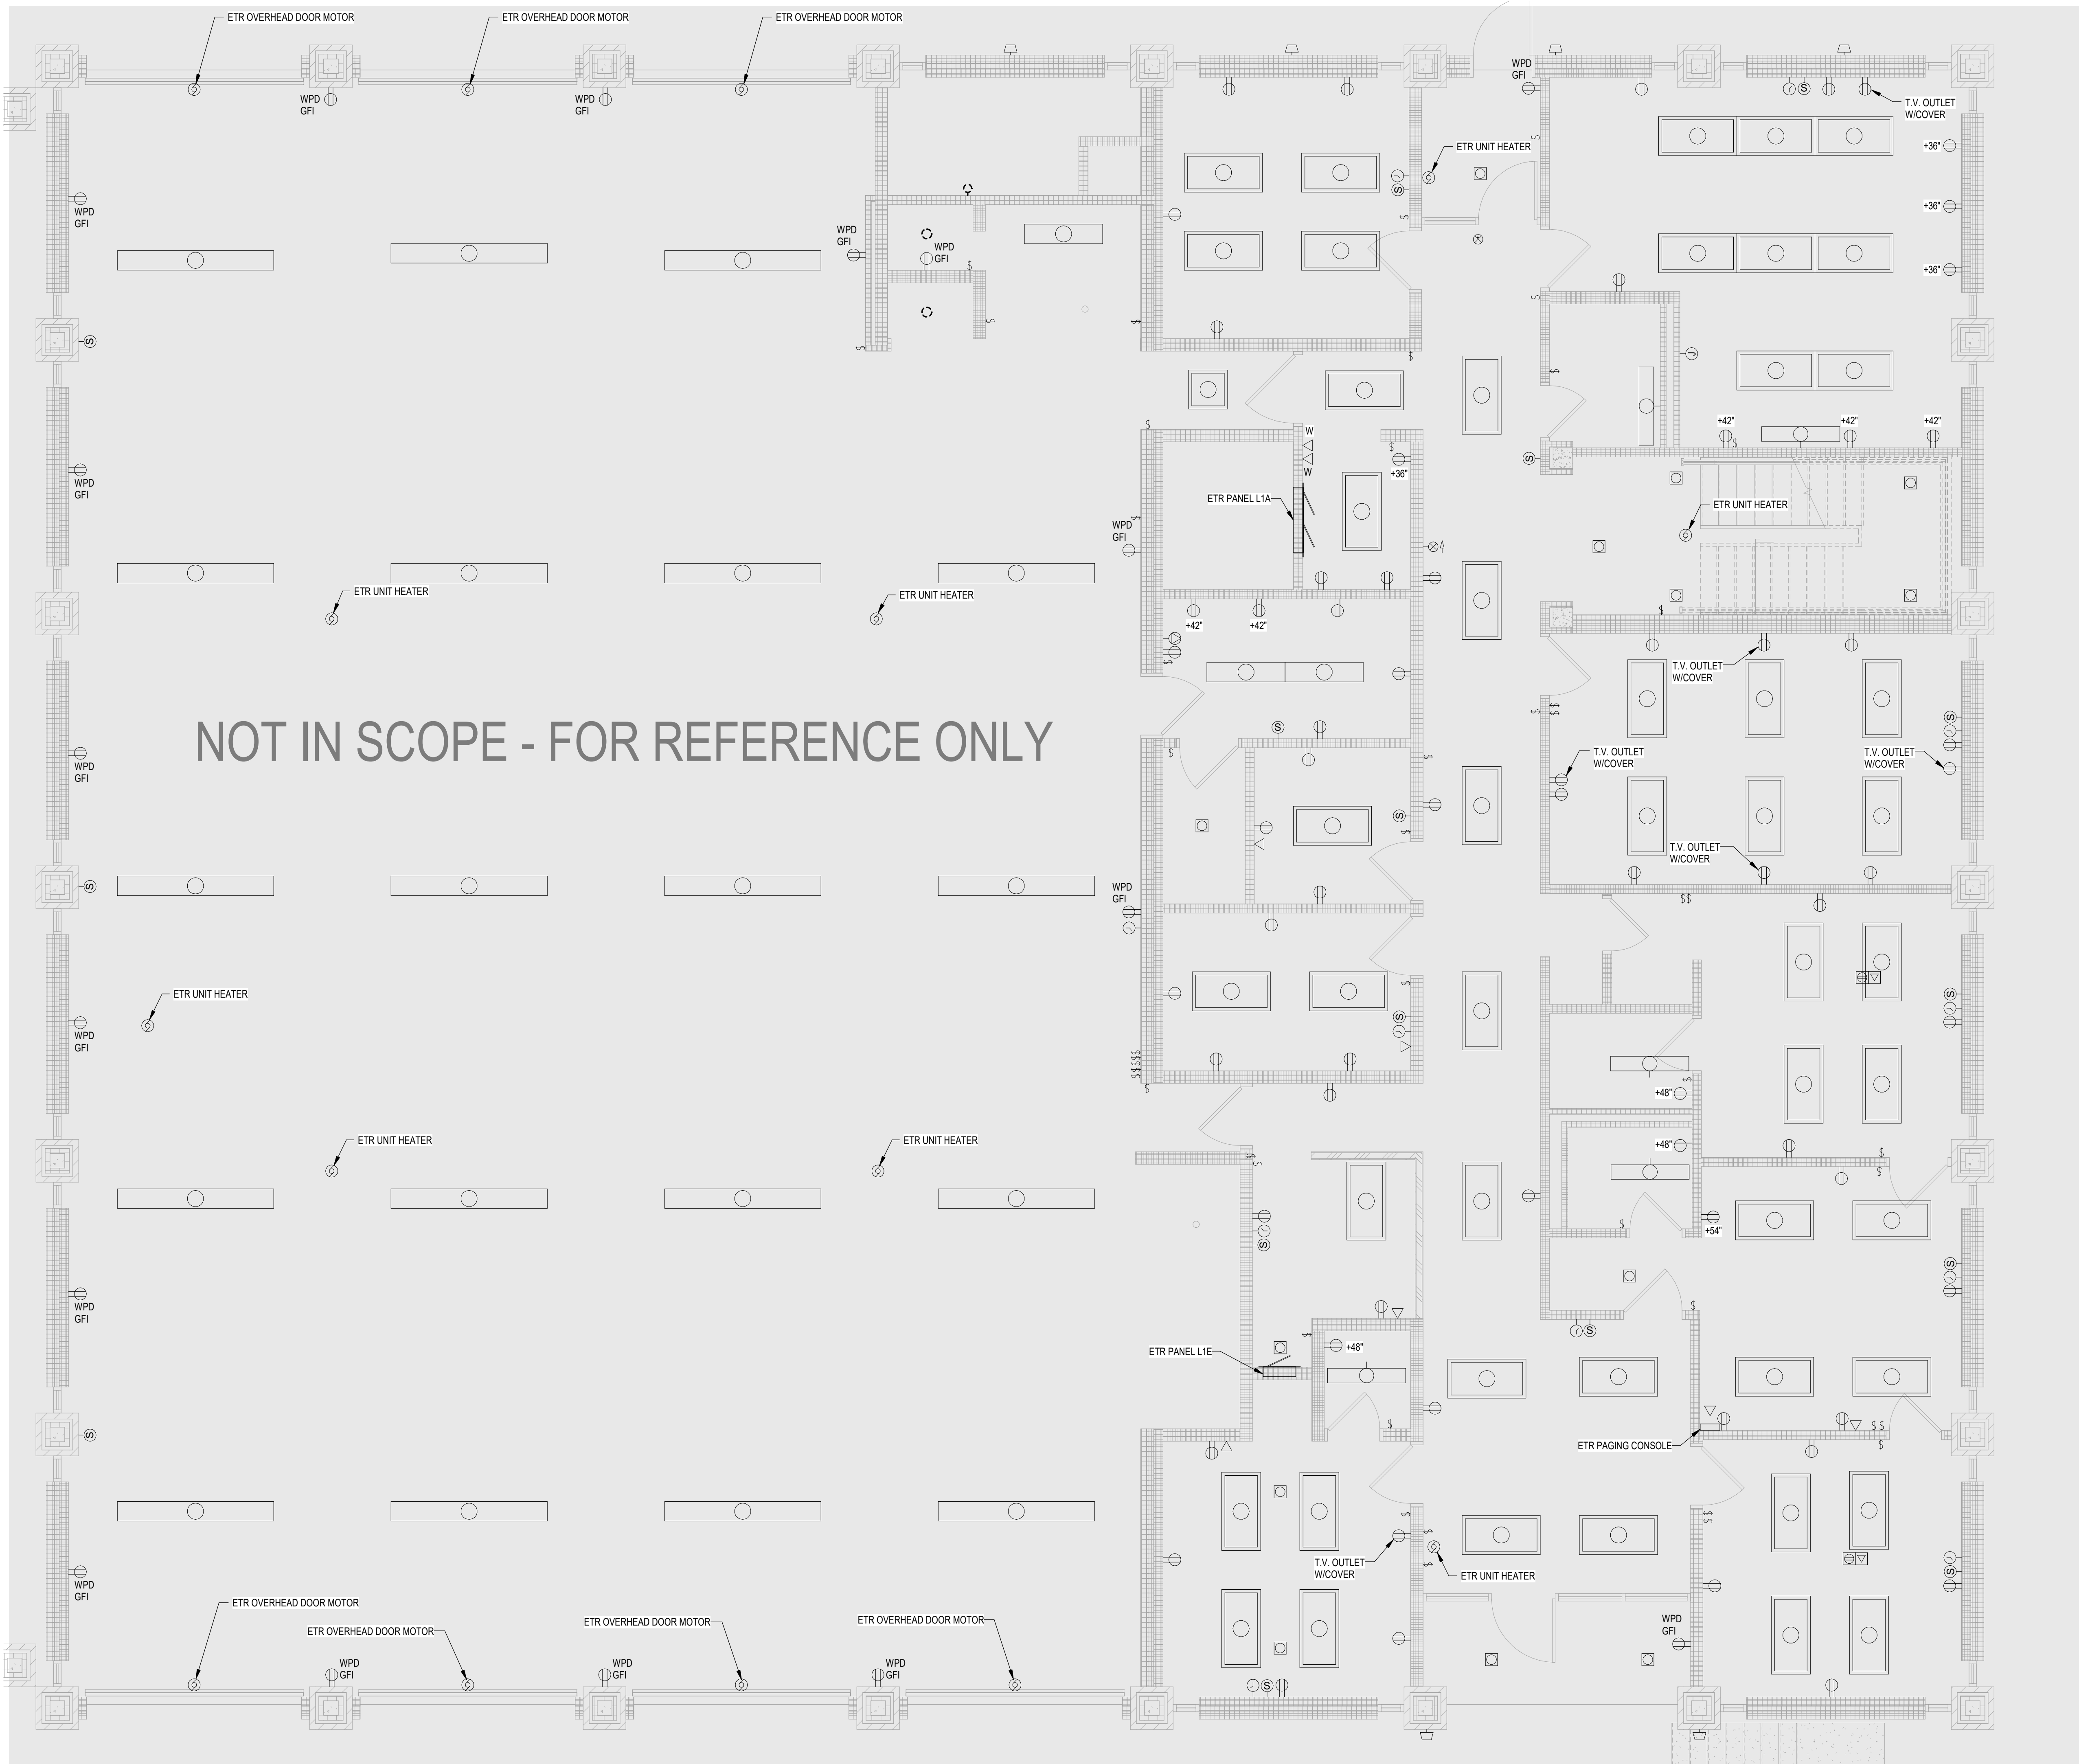 ETR OVERHEAD DOOR MOTOR
ETR OVERHEAD DOOR MOTOR
ETR OVERHEAD DOOR MOTOR
WPD
GFI
WPD
GFI
WPD
GFI
T.V. OUTLET
W/COVER
S
ETR UNIT HEATER
+36"
S
WPD
GFI
+36"
WPD
GFI
WPD
GFI
$
+36"
S
$
J
+42"
+42"
+42"
$
$
W
W
$
+36"
S
WPD
GFI
ETR PANEL L1A
ETR UNIT HEATER
WPD
GFI
ETR UNIT HEATER
ETR UNIT HEATER
+42"
+42"
$
T.V. OUTLET
W/COVER
NOT IN SCOPE - FOR REFERENCE ONLY
S
S
$
WPD
GFI
T.V. OUTLET
W/COVER
T.V. OUTLET
W/COVER
S
T.V. OUTLET
W/COVER
S
WPD
GFI
$$
ETR UNIT HEATER
S
WPD
GFI
S
$
+48"
ETR UNIT HEATER
ETR UNIT HEATER
+48"
$
$
+54"
$
S
S
WPD
GFI
$
S
ETR PANEL L1E
+48"
S
$
ETR PAGING CONSOLE
$ $
$
T.V. OUTLET
W/COVER
ETR UNIT HEATER
S
WPD
GFI
ETR OVERHEAD DOOR MOTOR
ETR OVERHEAD DOOR MOTOR
ETR OVERHEAD DOOR MOTOR
ETR OVERHEAD DOOR MOTOR
WPD
GFI
WPD
GFI
WPD
GFI
WPD
GFI
S